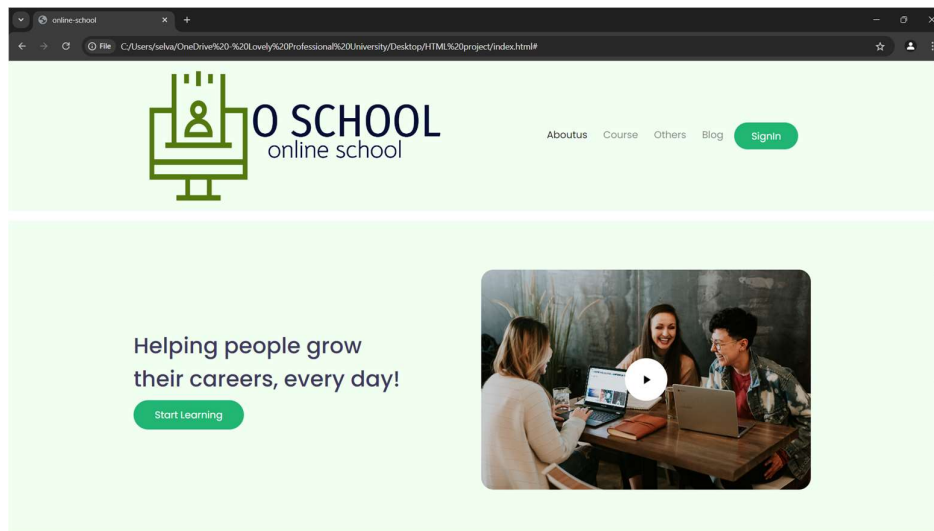 online-school
File C:/Users/selva/OneDrive%20-%20Lovely%20Professional%20University/Desktop/HTML%20project/index.html#
O SCHOOL
online school
Aboutus Course Others Blog SignIn
Helping people grow
their careers, every day!
Start Learning